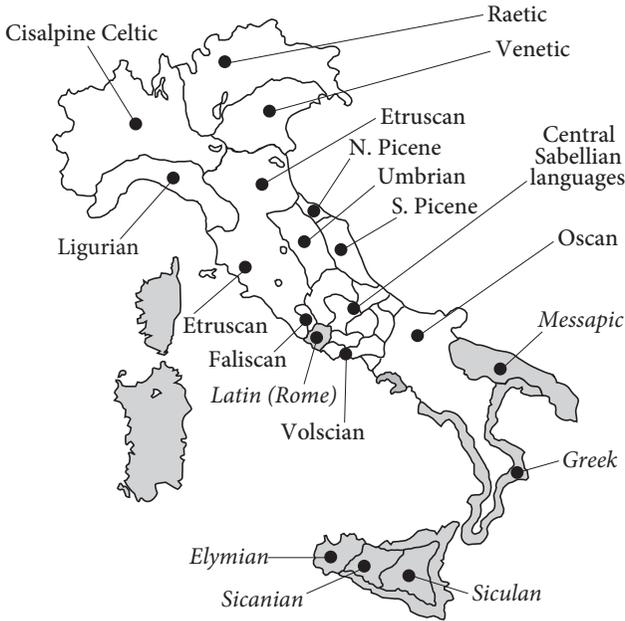 Raetic
Cisalpine Celtic
Venetic
Etruscan
Central
Sabellian
languages
N. Picene
Umbrian
S. Picene
Oscan
Ligurian
Messapic
Etruscan
Faliscan
Latin (Rome)
Volscian
Greek
Elymian
Sicanian
Siculan